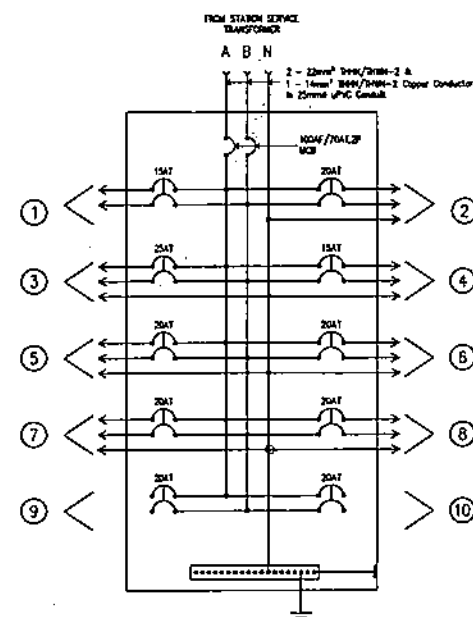 FROM STATION SERVICE
TRANSFORMER
A B N
2 - 22mm² THHN/THWN-2 &
1 - 14mm² THHN/THWN-2 Copper Conductor
in 25mmø uPVC Conduit
100AF/70AT,2P
MCB
15AT 20AT
1 2
25AT 15AT
3 4
20AT 20AT
5 6
20AT 20AT
7 8
20AT 20AT
9 10